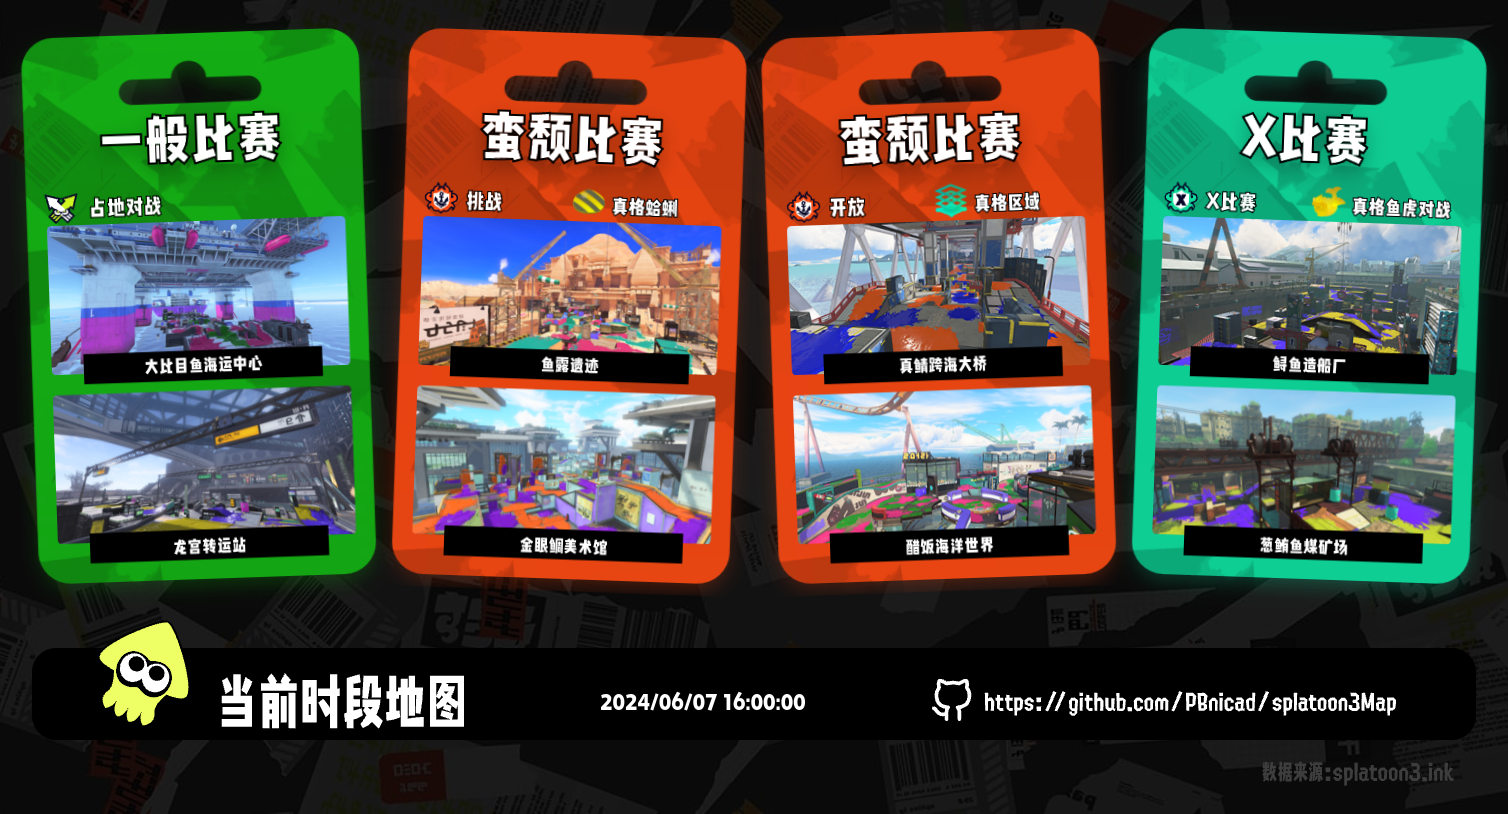 一般比赛
占地对战
大比目鱼海运中心
龙宫转运站
蛮颓比赛
挑战
真格蛤蜊
鱼露遗迹
金眼鲷美术馆
蛮颓比赛
开放
真格区域
真鲭跨海大桥
醋饭海洋世界
X比赛
X比赛
真格鱼虎对战
鲟鱼造船厂
葱鲔鱼煤矿场
当前时段地图
2024/06/07 16:00:00
https://github.com/PBnicad/splatoon3Map
数据来源:splatoon3.ink